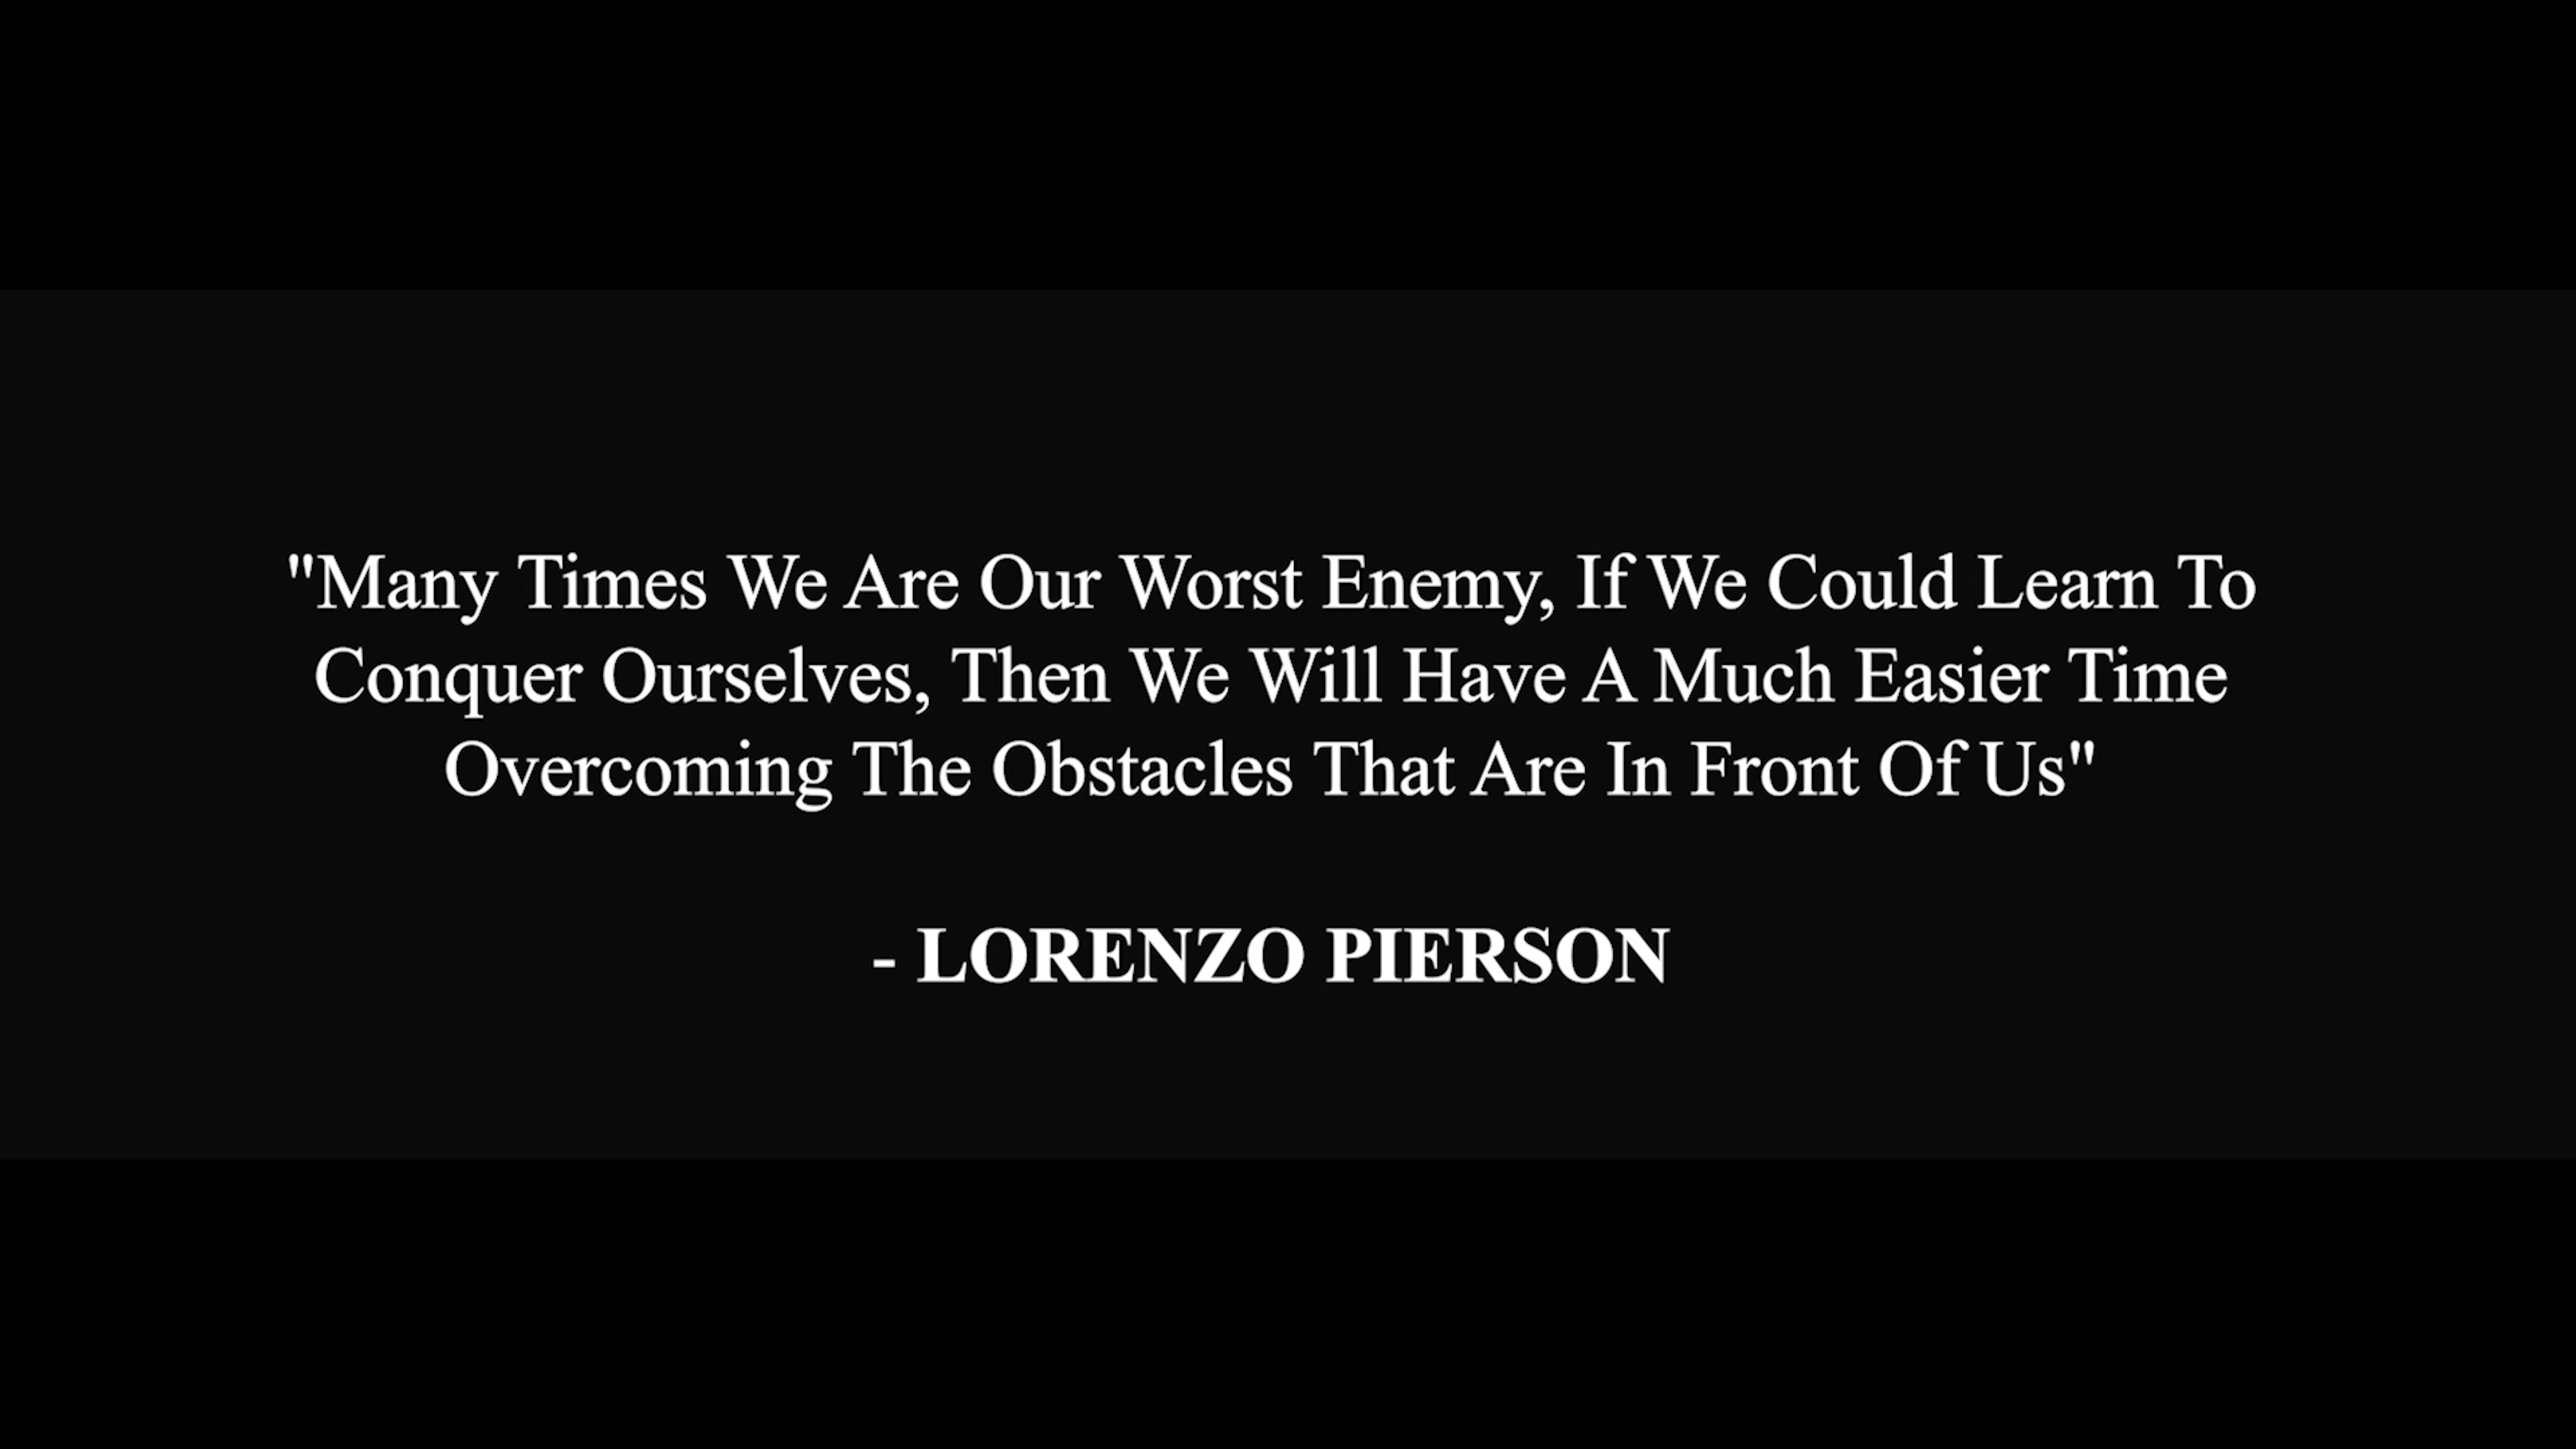 "Many Times We Are Our Worst Enemy, If We Could Learn To
Conquer Ourselves, Then We Will Have A Much Easier Time
Overcoming The Obstacles That Are In Front Of Us"
- LORENZO PIERSON